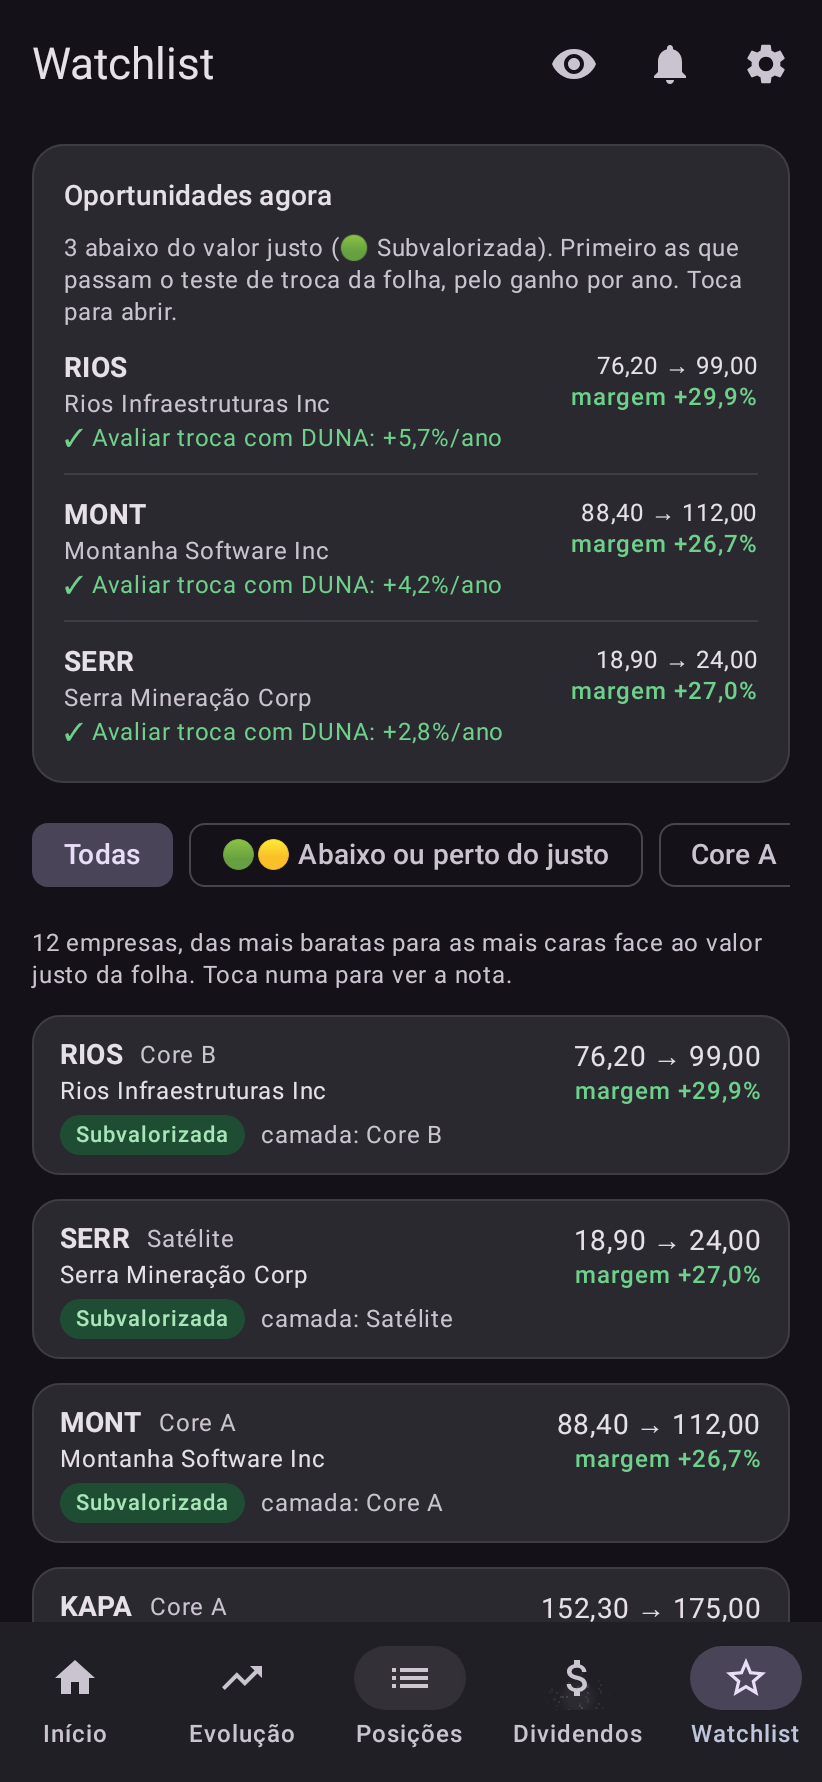 Watchlist
Oportunidades agora
3 abaixo do valor justo (🟢 Subvalorizada). Primeiro as que
passam o teste de troca da folha, pelo ganho por ano. Toca
para abrir.
RIOS 76,20 → 99,00
Rios Infraestruturas Inc margem +29,9%
✓ Avaliar troca com DUNA: +5,7%/ano
MONT 88,40 → 112,00
Montanha Software Inc margem +26,7%
✓ Avaliar troca com DUNA: +4,2%/ano
SERR 18,90 → 24,00
Serra Mineração Corp margem +27,0%
✓ Avaliar troca com DUNA: +2,8%/ano
Todas 🟢🟡 Abaixo ou perto do justo Core A
12 empresas, das mais baratas para as mais caras face ao valor
justo da folha. Toca numa para ver a nota.
RIOS Core B 76,20 → 99,00
Rios Infraestruturas Inc margem +29,9%
Subvalorizada camada: Core B
SERR Satélite 18,90 → 24,00
Serra Mineração Corp margem +27,0%
Subvalorizada camada: Satélite
MONT Core A 88,40 → 112,00
Montanha Software Inc margem +26,7%
Subvalorizada camada: Core A
KAPA Core A 152,30 → 175,00
Início Evolução Posições Dividendos Watchlist